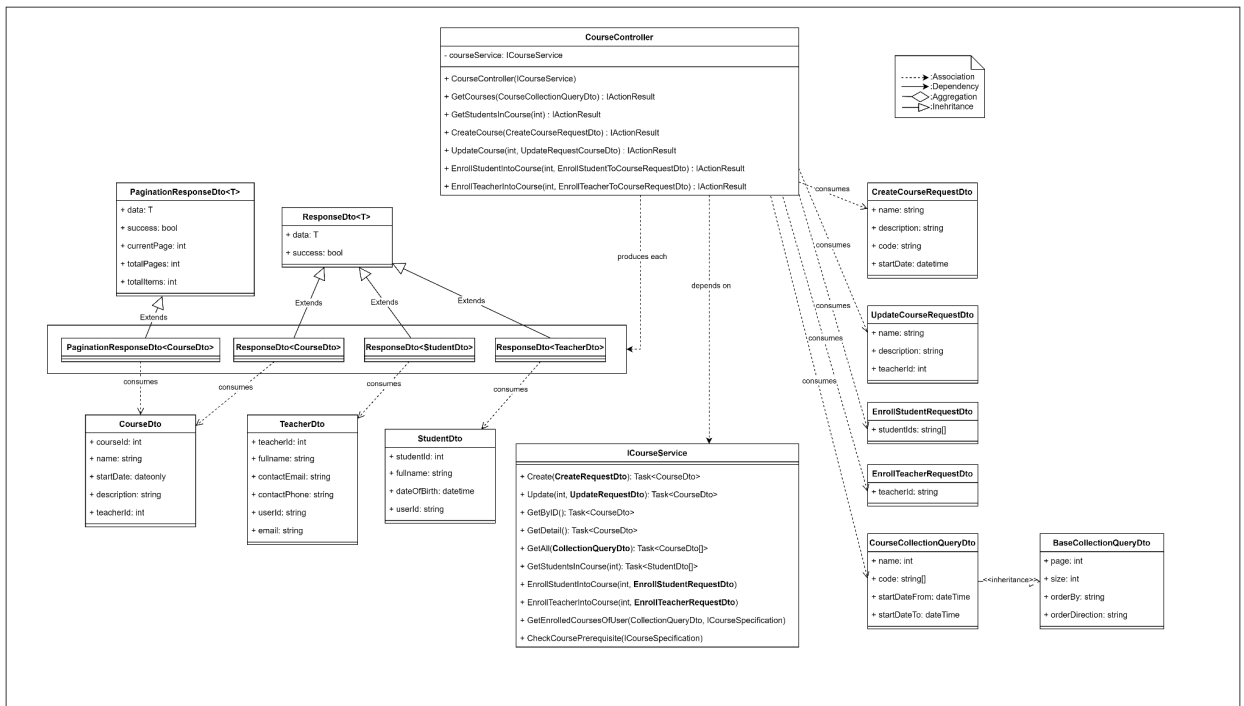 CourseController
- courseService: ICourseService
+ CourseController(ICourseService)
+ GetCourses(CourseCollectionQueryDto) : IActionResult
+ GetStudentsInCourse(int) : IActionResult
+ CreateCourse(CreateCourseRequestDto) : IActionResult
+ UpdateCourse(int, UpdateRequestCourseDto) : IActionResult
+ EnrollStudentIntoCourse(int, EnrollStudentToCourseRequestDto) : IActionResult
+ EnrollTeacherIntoCourse(int, EnrollTeacherToCourseRequestDto) : IActionResult
:Association
:Dependency
:Aggregation
:Inehritance
PaginationResponseDto<T>
+ data: T
+ success: bool
+ currentPage: int
+ totalPages: int
+ totalItems: int
ResponseDto<T>
+ data: T
+ success: bool
produces each
depends on
consumes
consumes
consumes
consumes
consumes
CreateCourseRequestDto
+ name: string
+ description: string
+ code: string
+ startDate: datetime
Extends
Extends
Extends
Extends
PaginationResponseDto<CourseDto>
ResponseDto<CourseDto>
ResponseDto<StudentDto>
ResponseDto<TeacherDto>
UpdateCourseRequestDto
+ name: string
+ description: string
+ teacherId: int
consumes
consumes
consumes
consumes
CourseDto
+ courseId: int
+ name: string
+ startDate: dateonly
+ description: string
+ teacherId: int
TeacherDto
+ teacherId: int
+ fullname: string
+ contactEmail: string
+ contactPhone: string
+ userId: string
+ email: string
StudentDto
+ studentId: int
+ fullname: string
+ dateOfBirth: datetime
+ userId: string
EnrollStudentRequestDto
+ studentIds: string[]
EnrollTeacherRequestDto
+ teacherId: string
ICourseService
+ Create(CreateRequestDto): Task<CourseDto>
+ Update(int, UpdateRequestDto): Task<CourseDto>
+ GetByID(): Task<CourseDto>
+ GetDetail(): Task<CourseDto>
+ GetAll(CollectionQueryDto): Task<CourseDto[]>
+ GetStudentsInCourse(int): Task<StudentDto[]>
+ EnrollStudentIntoCourse(int, EnrollStudentRequestDto)
+ EnrollTeacherIntoCourse(int, EnrollTeacherRequestDto)
+ GetEnrolledCoursesOfUser(CollectionQueryDto, ICourseSpecification)
+ CheckCoursePrerequisite(ICourseSpecification)
CourseCollectionQueryDto
+ name: int
+ code: string[]
+ startDateFrom: dateTime
+ startDateTo: dateTime
<<inheritance>>
BaseCollectionQueryDto
+ page: int
+ size: int
+ orderBy: string
+ orderDirection: string